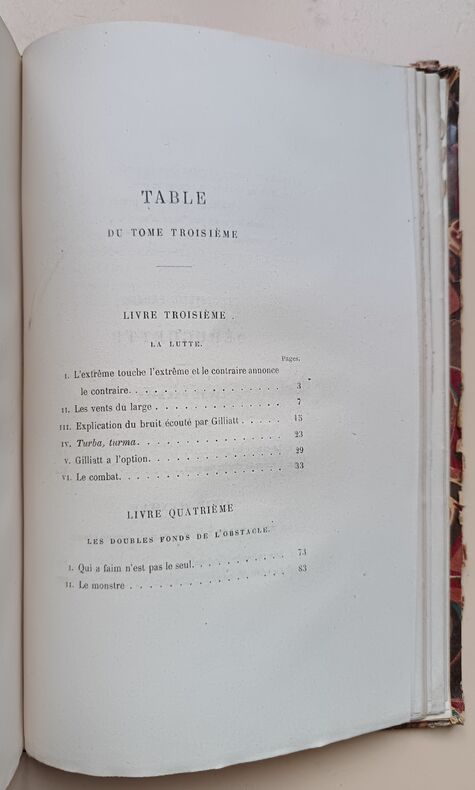 TABLE
DU TOME TROISIÈME
LIVRE TROISIÈME.
LA LUTTE.
Pages.
I. L'extrême touche l'extrême et le contraire annonce
le contraire. . . . . . . . . . . . . . . . 3
II. Les vents du large . . . . . . . . . . . . . 7
III. Explication du bruit écouté par Gilliatt . . . . . 15
IV. Turba, turma. . . . . . . . . . . . . . . . 23
V. Gilliatt a l'option. . . . . . . . . . . . . . 29
VI. Le combat. . . . . . . . . . . . . . . . . 33
LIVRE QUATRIÈME
LES DOUBLES FONDS DE L'OBSTACLE.
I. Qui a faim n'est pas le seul. . . . . . . . . . 73
II. Le monstre . . . . . . . . . . . . . . . . 83